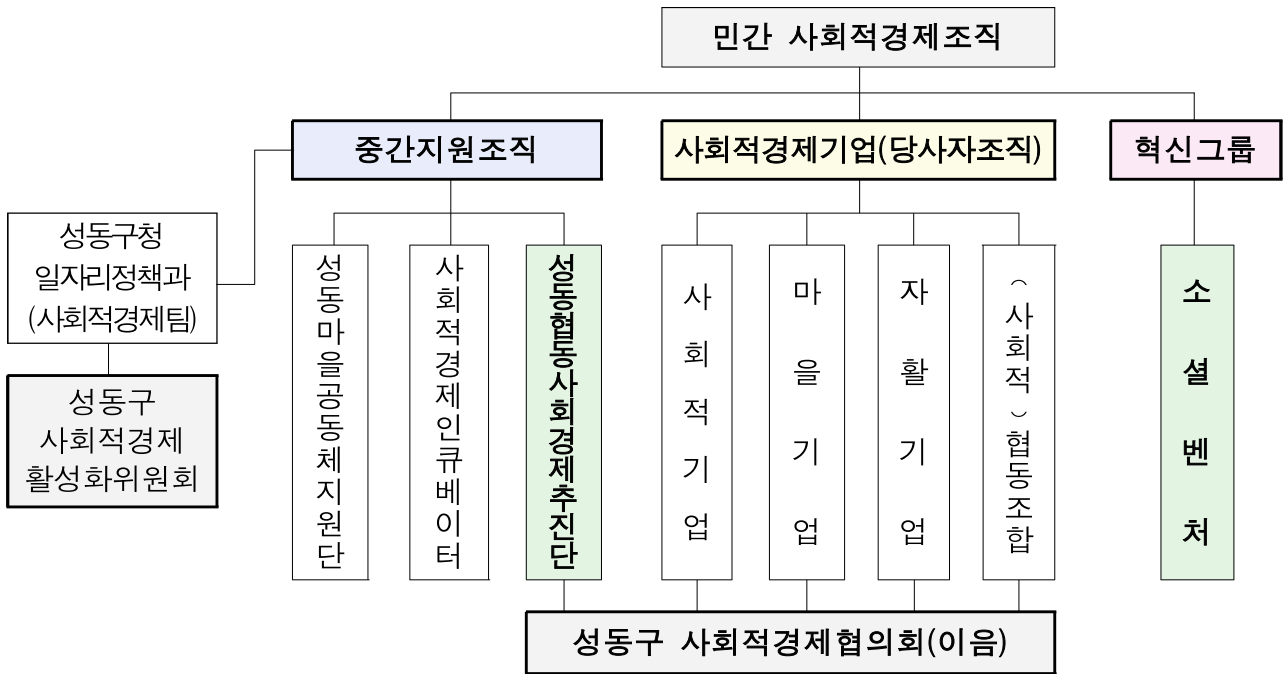 민간 사회적경제조직
중간지원조직
사회적경제기업(당사자조직)
혁신그룹
성동구청
일자리정책과
(사회적경제팀)
성동구
사회적경제
활성화위원회
성동마을공동체지원단
사회적경제인큐베이터
성동협동사회경제추진단
사회적기업
마을기업
자활기업
(사회적)협동조합
소셜벤처
성동구 사회적경제협의회(이음)